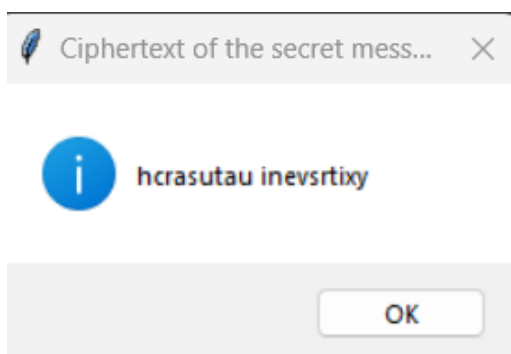 Ciphertext of the secret mess...
hcrasutau inevsrtixy
OK